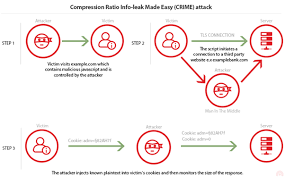 Compression Ratio Info-leak Made Easy (CRIME) attack
STEP 1
Attacker
Victim
Victim visits example.com which
contains malicious javascript and is
controlled by the attacker
STEP 2
Victim
TLS CONNECTION
Server
The script initiates a
connection to a third party
website e.g examplebank.com
Man in The Middle
STEP 3
Victim
Attacker
Server
The attacker injects known plaintext into victim's cookies and then monitors the size of the response.